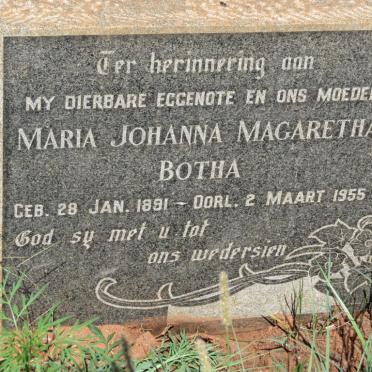 Ter herinnering aan
MY DIERBARE EGGENOTE EN ONS MOEDER
MARIA JOHANNA MAGARETHA
BOTHA
GEB. 28 JAN. 1891 - OORL. 2 MAART 1955
God sy met u tot
ons wedersien